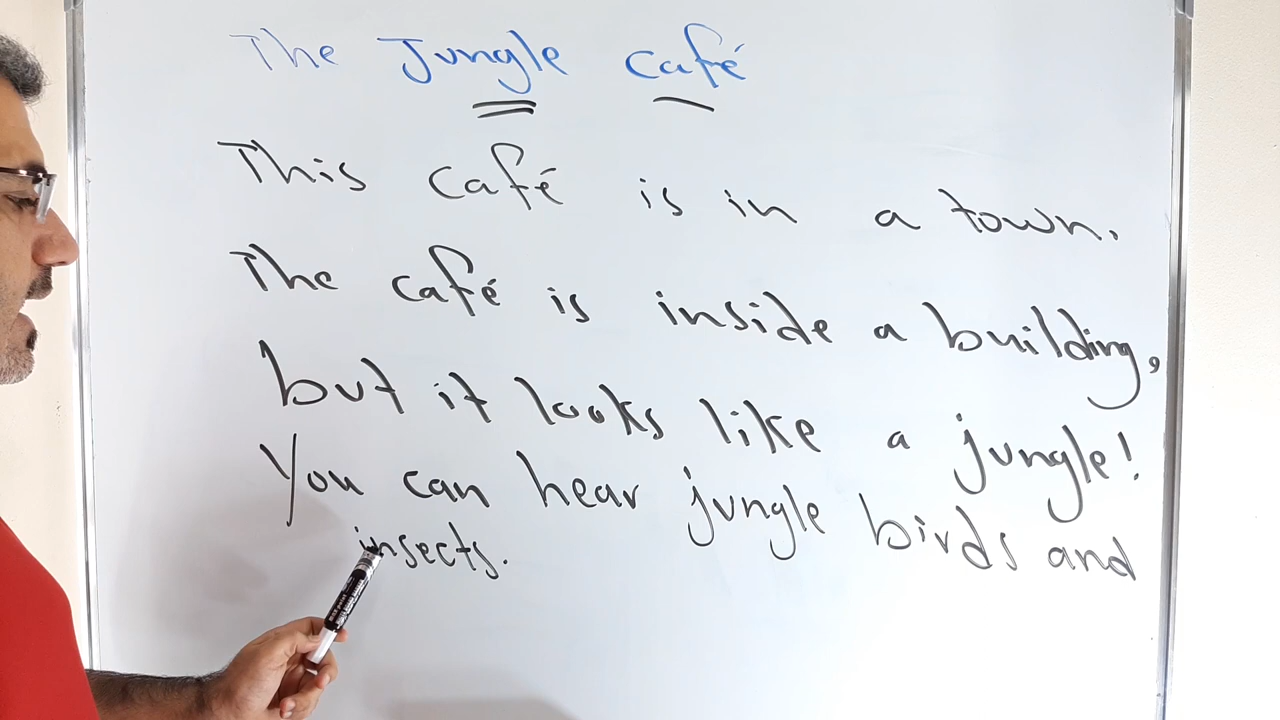 The Jungle café
This café is in a town.
The café is inside a building,
but it looks like a jungle!
You can hear jungle birds and
insects.